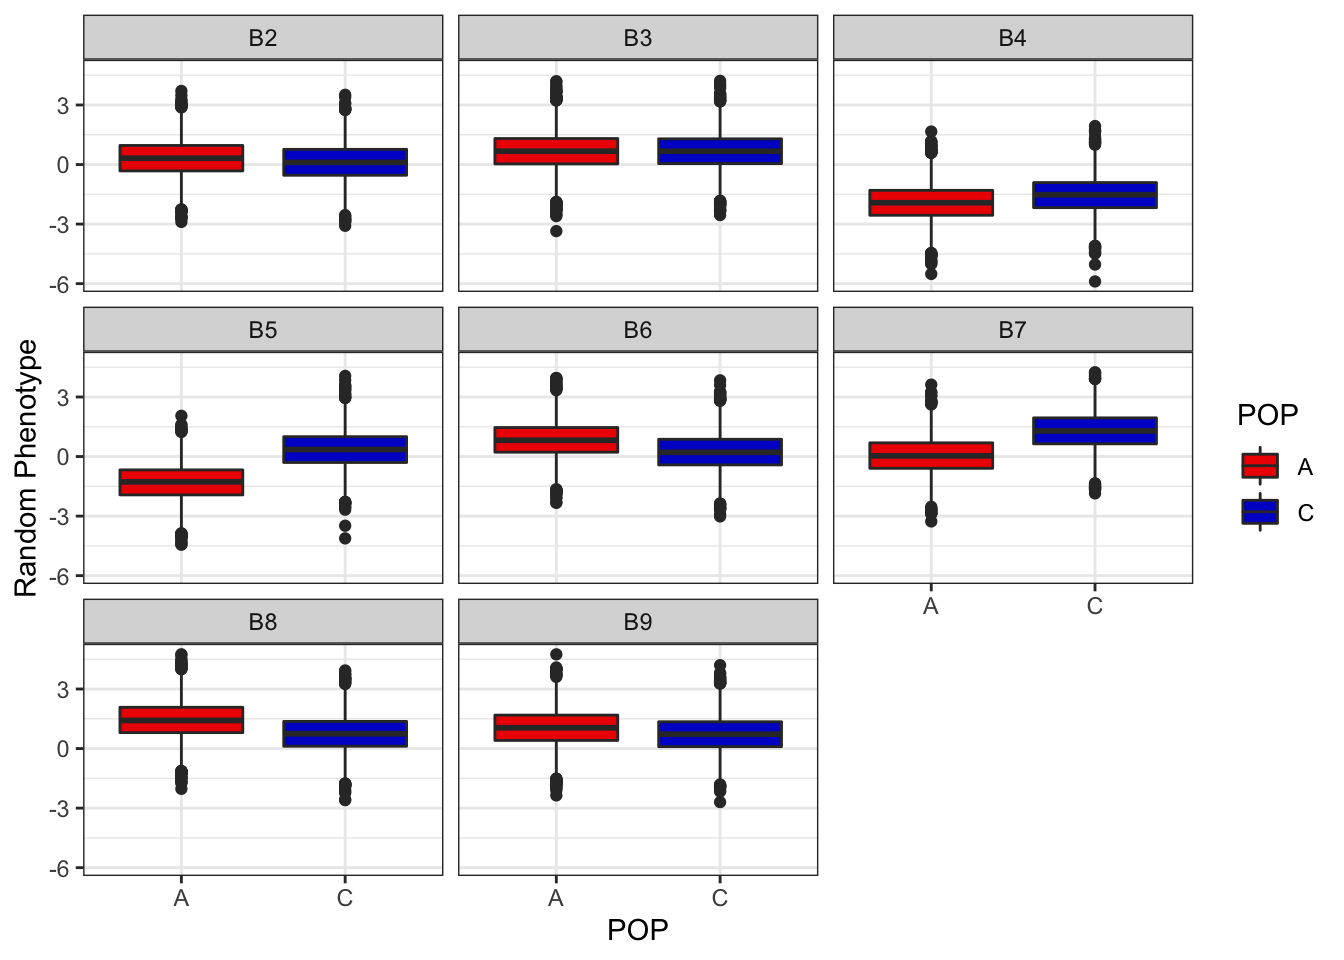 B2 B3 B4
3
0
-3
-6
B5 B6 B7
3
0
-3
-6
A C
B8 B9
3
0
-3
-6
A C A C
POP
Random Phenotype
POP
A
C